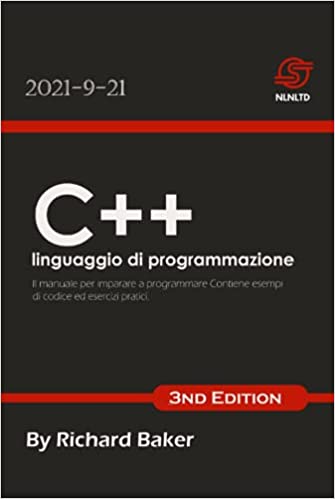 2021-9-21
NLNLTD
C++
linguaggio di programmazione
Il manuale per imparare a programmare Contiene esempi
di codice ed esercizi pratici.
3ND EDITION
By Richard Baker